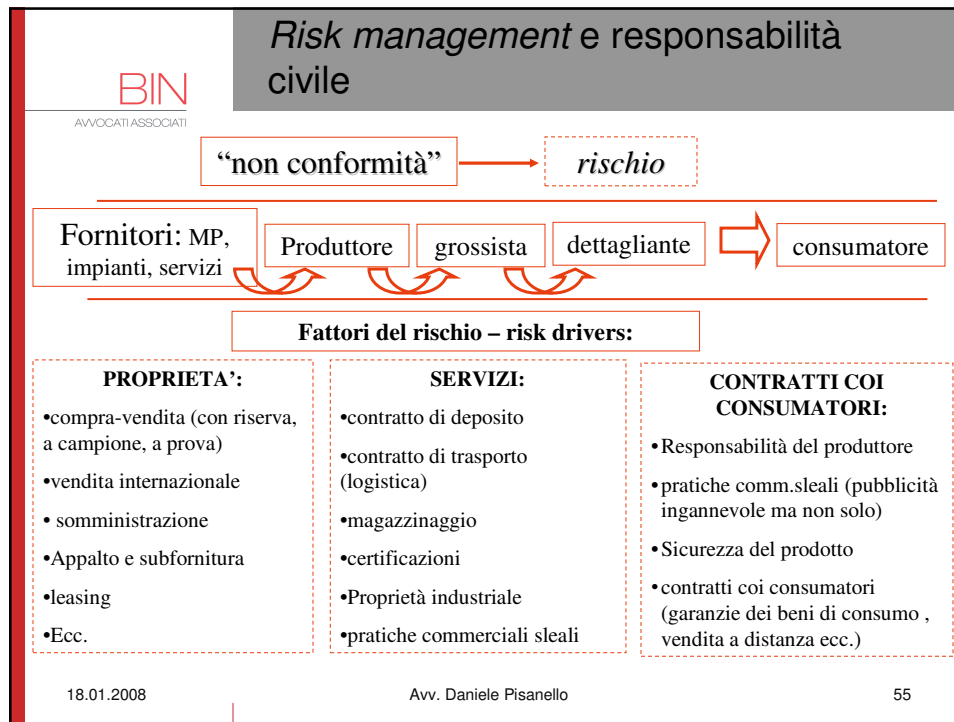 Risk management e responsabilità
civile
BIN
AVVOCATI ASSOCIATI
“non conformità”
rischio
Fornitori: MP,
impianti, servizi
Produttore
grossista
dettagliante
consumatore
Fattori del rischio – risk drivers:
PROPRIETA’:
•compra-vendita (con riserva,
a campione, a prova)
•vendita internazionale
• somministrazione
•Appalto e subfornitura
•leasing
•Ecc.
SERVIZI:
•contratto di deposito
•contratto di trasporto
(logistica)
•magazzinaggio
•certificazioni
•Proprietà industriale
•pratiche commerciali sleali
CONTRATTI COI
CONSUMATORI:
•Responsabilità del produttore
•pratiche comm.sleali (pubblicità
ingannevole ma non solo)
•Sicurezza del prodotto
•contratti coi consumatori
(garanzie dei beni di consumo ,
vendita a distanza ecc.)
18.01.2008
Avv. Daniele Pisanello
55